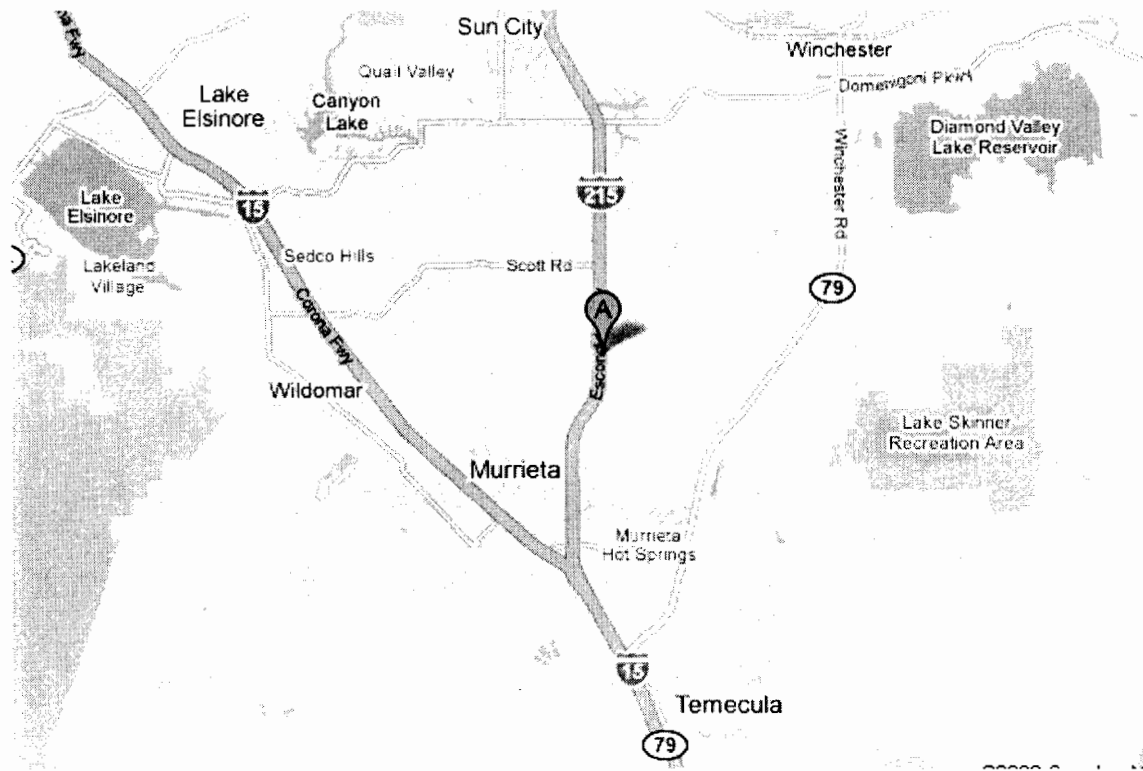 Sun City
Winchester
Quail Valley
Domenigoni Pkwy
Lake
Elsinore
Canyon
Lake
Diamond Valley
Lake Reservoir
Winchester Rd
Lake
Elsinore
15
215
Sedco Hills
Scott Rd
Lakeland
Village
79
A
Corona Fwy
Escond
Wildomar
Lake Skinner
Recreation Area
Murrieta
Murrieta
Hot Springs
15
Temecula
79